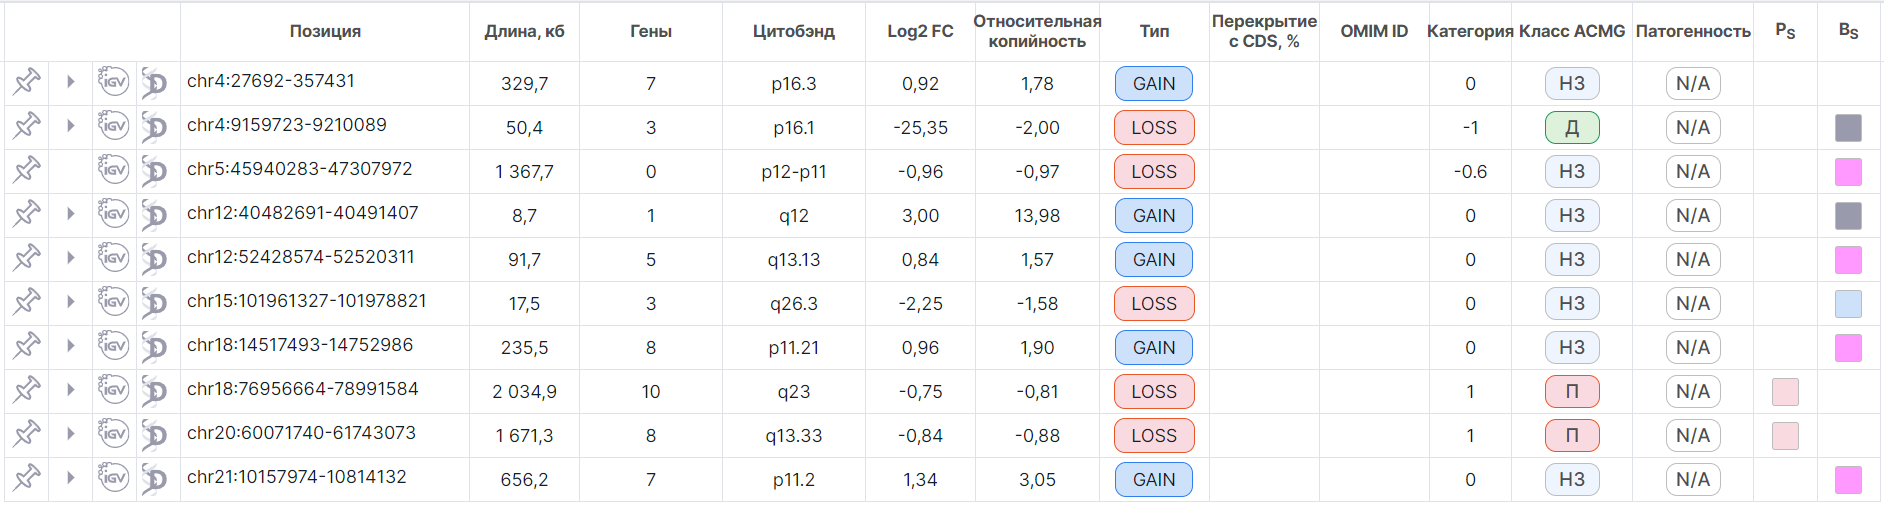 Позиция Длина, кб Гены Цитобэнд Log2 FC Относительная копийность Тип Перекрытие с CDS, % OMIM ID Категория Класс ACMG Патогенность PS BS
IGV D chr4:27692-357431 329,7 7 p16.3 0,92 1,78 GAIN 0 НЗ N/A
IGV D chr4:9159723-9210089 50,4 3 p16.1 -25,35 -2,00 LOSS -1 Д N/A
IGV D chr5:45940283-47307972 1 367,7 0 p12-p11 -0,96 -0,97 LOSS -0.6 НЗ N/A
IGV D chr12:40482691-40491407 8,7 1 q12 3,00 13,98 GAIN 0 НЗ N/A
IGV D chr12:52428574-52520311 91,7 5 q13.13 0,84 1,57 GAIN 0 НЗ N/A
IGV D chr15:101961327-101978821 17,5 3 q26.3 -2,25 -1,58 LOSS 0 НЗ N/A
IGV D chr18:14517493-14752986 235,5 8 p11.21 0,96 1,90 GAIN 0 НЗ N/A
IGV D chr18:76956664-78991584 2 034,9 10 q23 -0,75 -0,81 LOSS 1 П N/A
IGV D chr20:60071740-61743073 1 671,3 8 q13.33 -0,84 -0,88 LOSS 1 П N/A
IGV D chr21:10157974-10814132 656,2 7 p11.2 1,34 3,05 GAIN 0 НЗ N/A